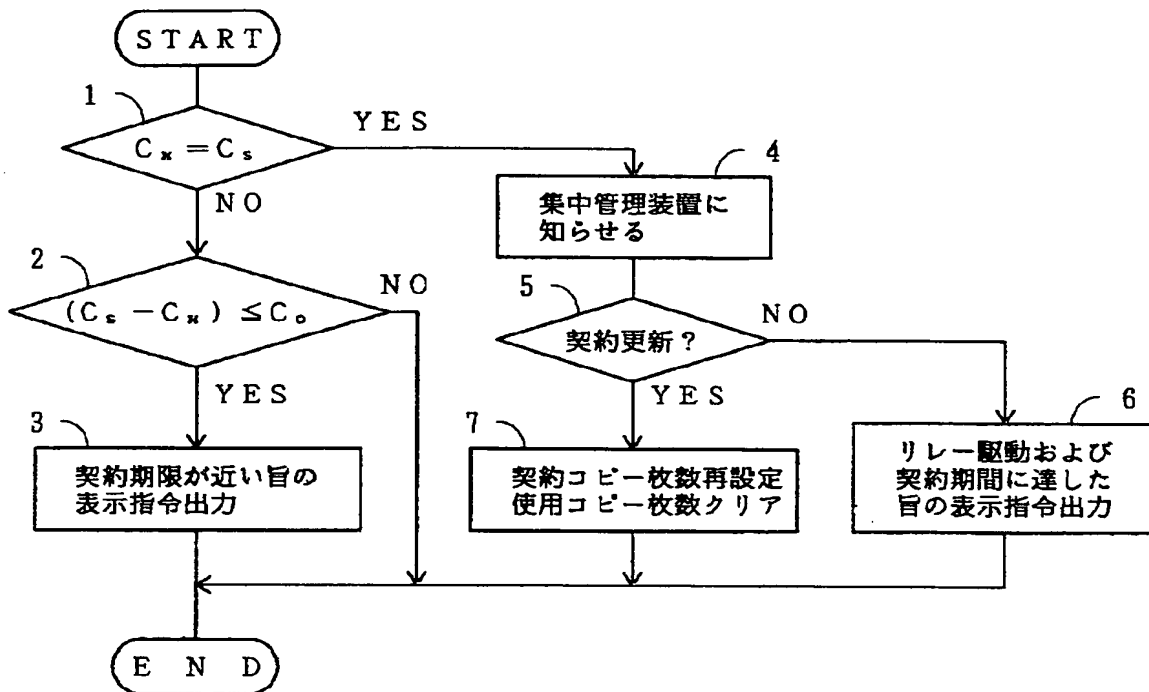 START
1
YES
Cₓ＝Cₛ
4
NO
集中管理装置に
知らせる
2
NO
(Cₛ－Cₓ)≦C₀
5
NO
契約更新？
YES
YES
3
契約期限が近い旨の
表示指令出力
7
契約コピー枚数再設定
使用コピー枚数クリア
6
リレー駆動および
契約期間に達した
旨の表示指令出力
END